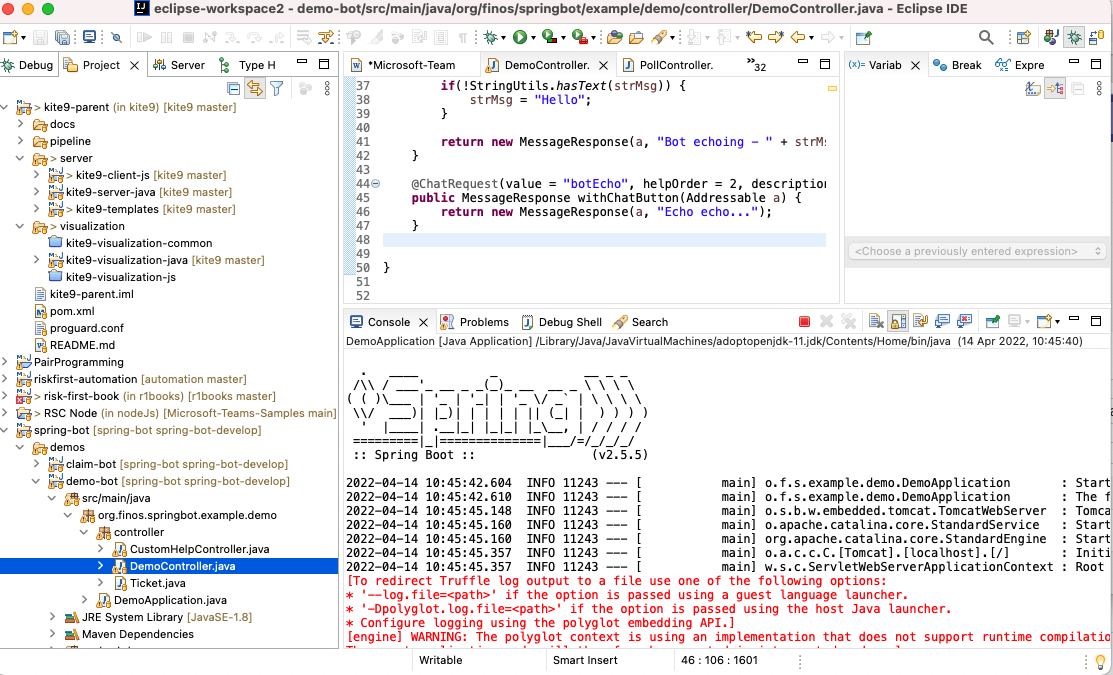 eclipse-workspace2 - demo-bot/src/main/java/org/finos/springbot/example/demo/controller/DemoController.java - Eclipse IDE
Debug
Project
Server
Type H
kite9-parent (in kite9) [kite9 master]
docs
pipeline
> server
> kite9-client-js [kite9 master]
kite9-server-java [kite9 master]
> kite9-templates [kite9 master]
> visualization
kite9-visualization-common
kite9-visualization-java [kite9 master]
kite9-visualization-js
kite9-parent.iml
pom.xml
proguard.conf
README.md
PairProgramming
riskfirst-automation [automation master]
> risk-first-book [r1books master]
> RSC Node (in nodeJs) [Microsoft-Teams-Samples main]
spring-bot [spring-bot spring-bot-develop]
demos
claim-bot [spring-bot spring-bot-develop]
demo-bot [spring-bot spring-bot-develop]
src/main/java
org.finos.springbot.example.demo
controller
CustomHelpController.java
DemoController.java
Ticket.java
DemoApplication.java
JRE System Library [JavaSE-1.8]
Maven Dependencies
*Microsoft-Team
DemoController.
PollController.
»32
37 if(!StringUtils.hasText(strMsg)) {
38 strMsg = "Hello";
39 }
40
41 return new MessageResponse(a, "Bot echoing - " + strMs
42 }
43
44 @ChatRequest(value = "botEcho", helpOrder = 2, description
45 public MessageResponse withChatButton(Addressable a) {
46 return new MessageResponse(a, "Echo echo...");
47 }
48
49
50 }
51
52
(x)= Variab
Break
Expre
<Choose a previously entered expression>
Console
Problems
Debug Shell
Search
DemoApplication [Java Application] /Library/Java/JavaVirtualMachines/adoptopenjdk-11.jdk/Contents/Home/bin/java (14 Apr 2022, 10:45:40)
  .   ____          _            __ _ _
 /\\ / ___'_ __ _ _(_)_ __  __ _ \ \ \ \
( ( )\___ | '_ | '_| | '_ \/ _` | \ \ \ \
 \\/  ___)| |_)| | | | | || (_| |  ) ) ) )
  '  |____| .__|_| |_|_| |_\__, | / / / /
 =========|_|==============|___/=/_/_/_/
 :: Spring Boot ::                (v2.5.5)
2022-04-14 10:45:42.604  INFO 11243 --- [           main] o.f.s.example.demo.DemoApplication       : Start
2022-04-14 10:45:42.610  INFO 11243 --- [           main] o.f.s.example.demo.DemoApplication       : The f
2022-04-14 10:45:45.148  INFO 11243 --- [           main] o.s.b.w.embedded.tomcat.TomcatWebServer  : Tomca
2022-04-14 10:45:45.160  INFO 11243 --- [           main] o.apache.catalina.core.StandardService   : Start
2022-04-14 10:45:45.160  INFO 11243 --- [           main] org.apache.catalina.core.StandardEngine  : Start
2022-04-14 10:45:45.357  INFO 11243 --- [           main] o.a.c.c.C.[Tomcat].[localhost].[/]       : Initi
2022-04-14 10:45:45.357  INFO 11243 --- [           main] w.s.c.ServletWebServerApplicationContext : Root
[To redirect Truffle log output to a file use one of the following options:
* '--log.file=<path>' if the option is passed using a guest language launcher.
* '-Dpolyglot.log.file=<path>' if the option is passed using the host Java launcher.
* Configure logging using the polyglot embedding API.]
[engine] WARNING: The polyglot context is using an implementation that does not support runtime compilatio
Writable
Smart Insert
46 : 106 : 1601